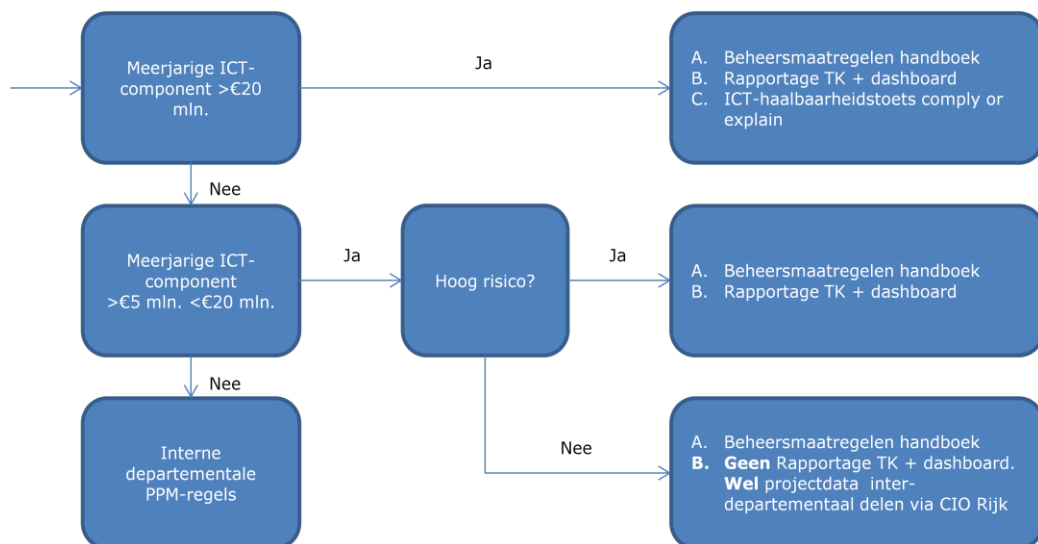 Meerjarige ICT-
component >€20
mln.
Ja
A. Beheersmaatregelen handboek
B. Rapportage TK + dashboard
C. ICT-haalbaarheidstoets comply or
explain
Nee
Meerjarige ICT-
component
>€5 mln. <€20 mln.
Ja
Hoog risico?
Ja
A. Beheersmaatregelen handboek
B. Rapportage TK + dashboard
Nee
Interne
departementale
PPM-regels
Nee
A. Beheersmaatregelen handboek
B. Geen Rapportage TK + dashboard.
Wel projectdata inter-
departementaal delen via CIO Rijk